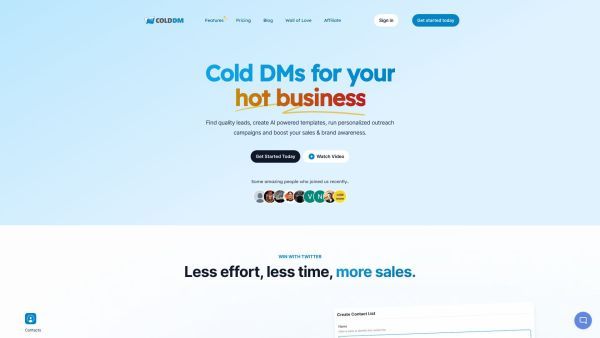 COLDDM
Features
Pricing
Blog
Wall of Love
Affiliate
Sign in
Get started today
Cold DMs for your
hot business
Find quality leads, create AI powered templates, run personalized outreach
campaigns and boost your sales & brand awareness.
Get Started Today
Watch Video
Some amazing people who joined us recently..
V
N
WIN WITH TWITTER
Less effort, less time, more sales.
Create Contact List
Name
Contacts